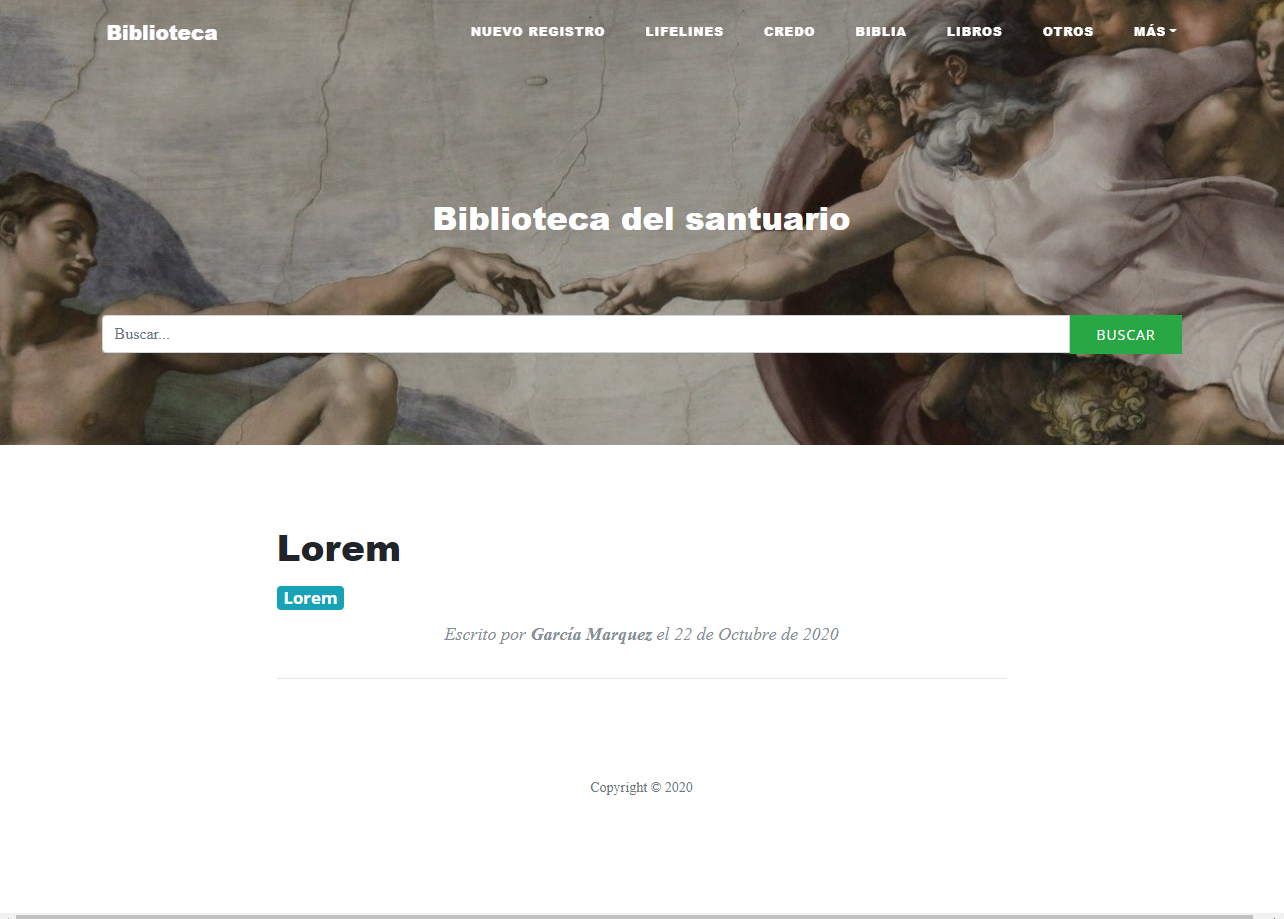 Biblioteca
NUEVO REGISTRO LIFELINES CREDO BIBLIA LIBROS OTROS MÁS
Biblioteca del santuario
Buscar... BUSCAR
Lorem
Lorem
Escrito por García Marquez el 22 de Octubre de 2020
Copyright © 2020